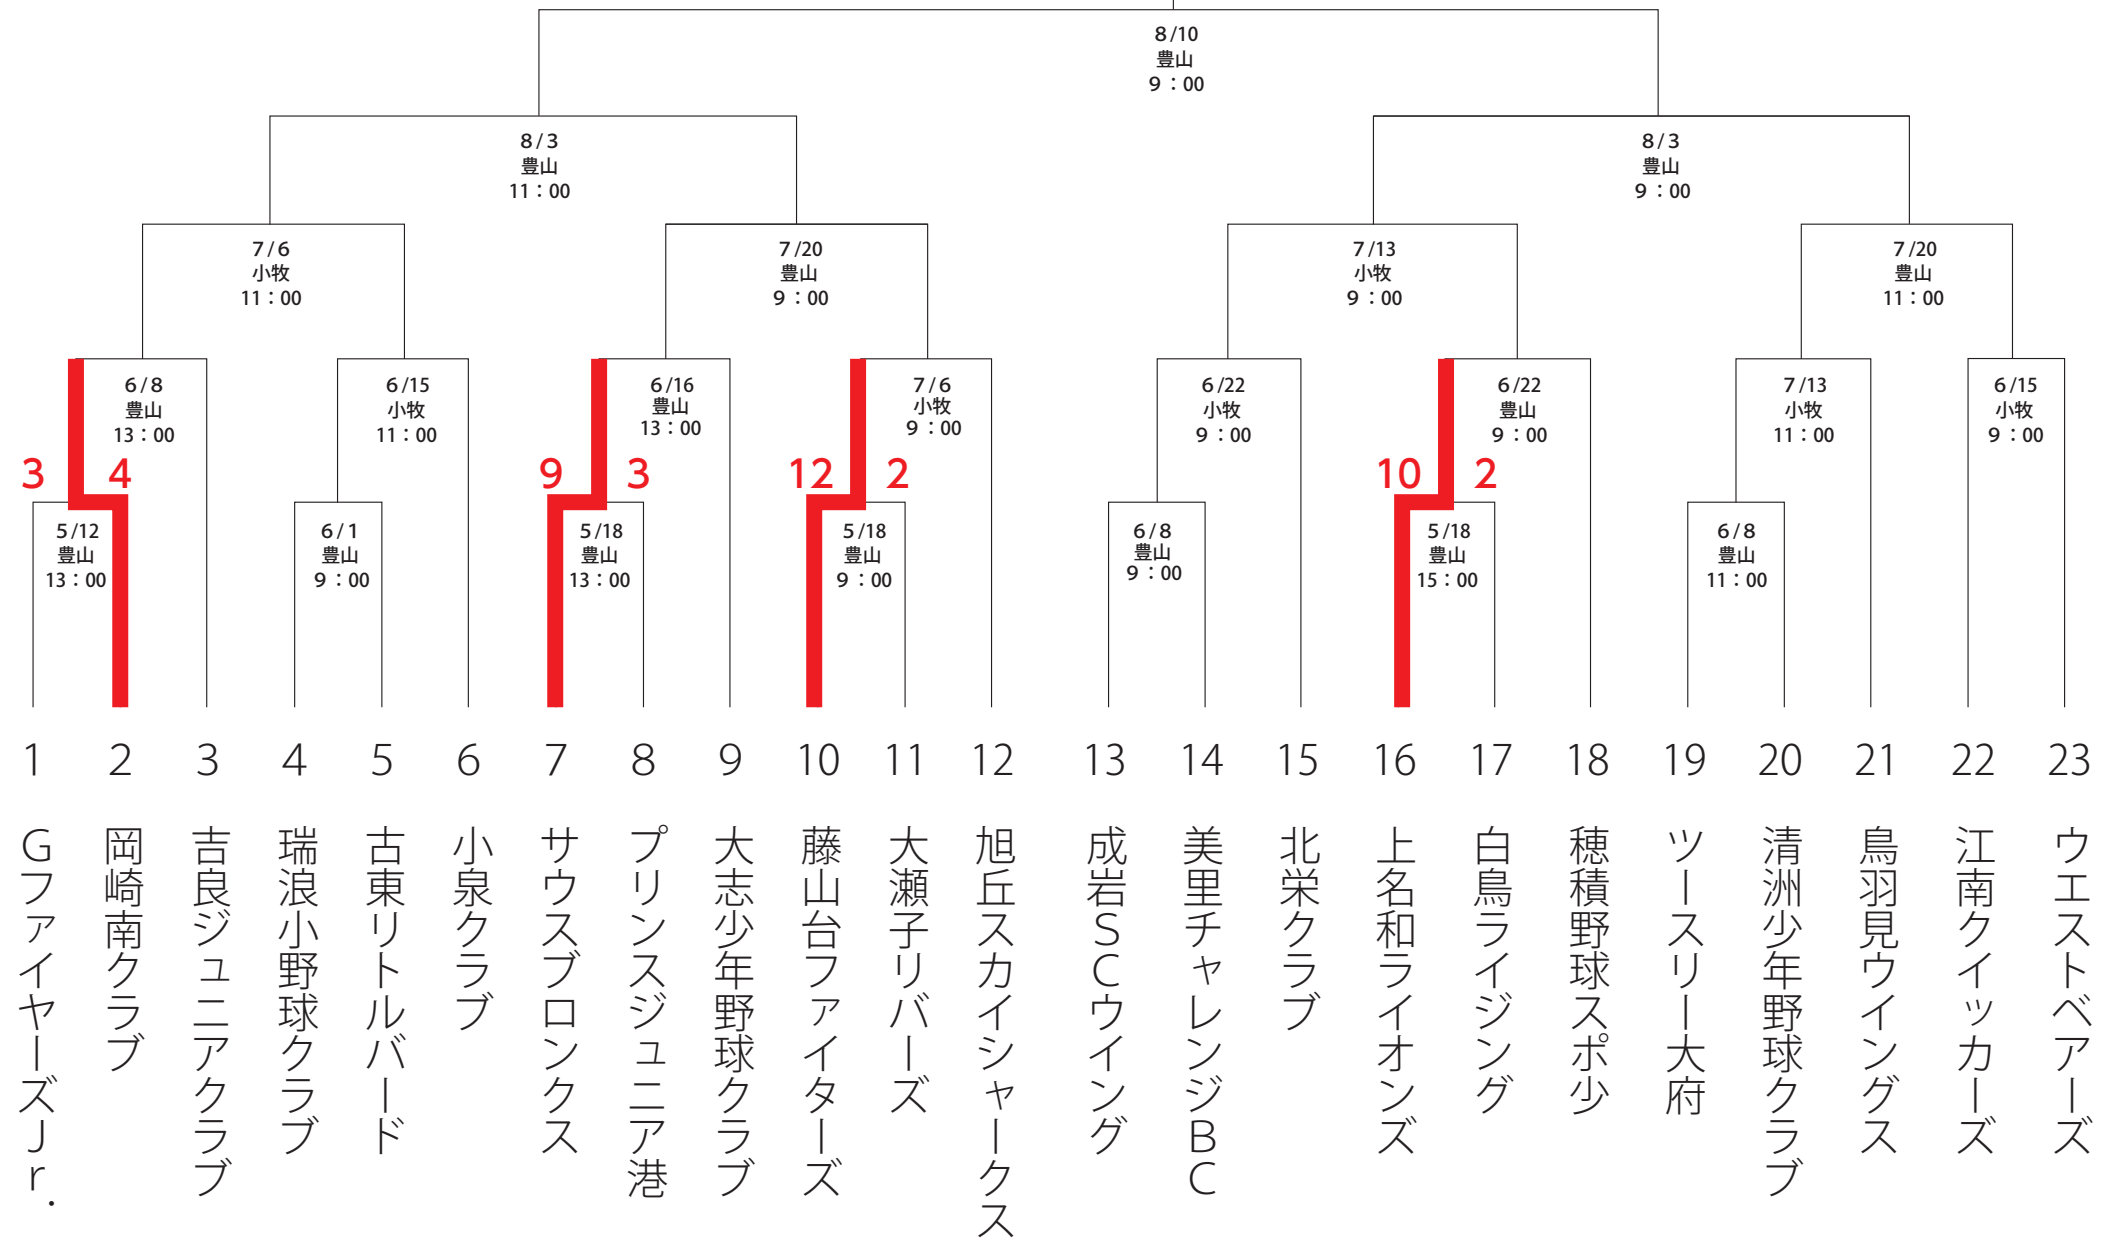 8/10
豊山
9：00
8/3
豊山
11：00
8/3
豊山
9：00
7/6
小牧
11：00
7/20
豊山
9：00
7/13
小牧
9：00
7/20
豊山
11：00
6/8
豊山
13：00
6/15
小牧
11：00
6/16
豊山
13：00
7/6
小牧
9：00
6/22
小牧
9：00
6/22
豊山
9：00
7/13
小牧
11：00
6/15
小牧
9：00
3 4
9 3
12 2
10 2
5/12
豊山
13：00
6/1
豊山
9：00
5/18
豊山
13：00
5/18
豊山
9：00
6/8
豊山
9：00
5/18
豊山
15：00
6/8
豊山
11：00
1
GファイヤーズJr.
2
岡崎南クラブ
3
吉良ジュニアクラブ
4
瑞浪小野球クラブ
5
古東リトルバード
6
小泉クラブ
7
サウスブロンクス
8
プリンスジュニア港
9
大志少年野球クラブ
10
藤山台ファイターズ
11
大瀬子リバーズ
12
旭丘スカイシャークス
13
成岩SCウイング
14
美里チャレンジBC
15
北栄クラブ
16
上名和ライオンズ
17
白鳥ライジング
18
穂積野球スポ少
19
ツースリー大府
20
清洲少年野球クラブ
21
鳥羽見ウイングス
22
江南クイッカーズ
23
ウエストベアーズ